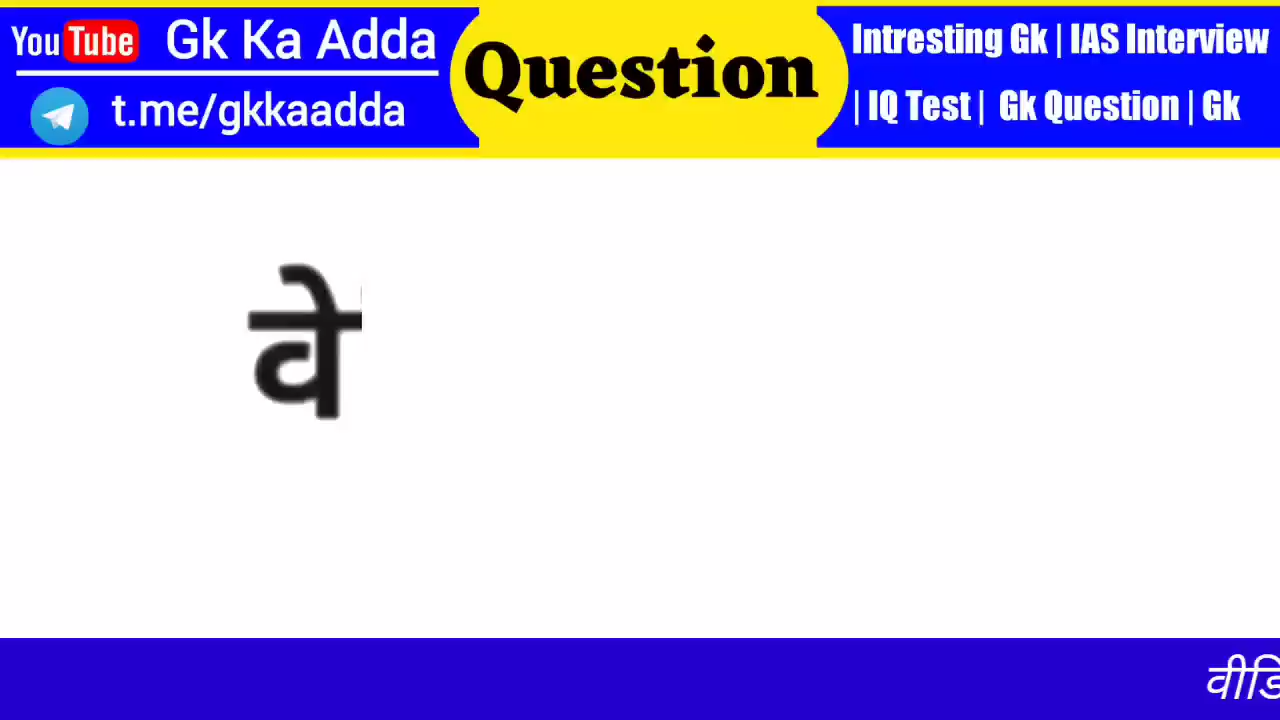 YouTube Gk Ka Adda
t.me/gkkaadda
Question
Intresting Gk | IAS Interview
| IQ Test | Gk Question | Gk
वे
वीडि